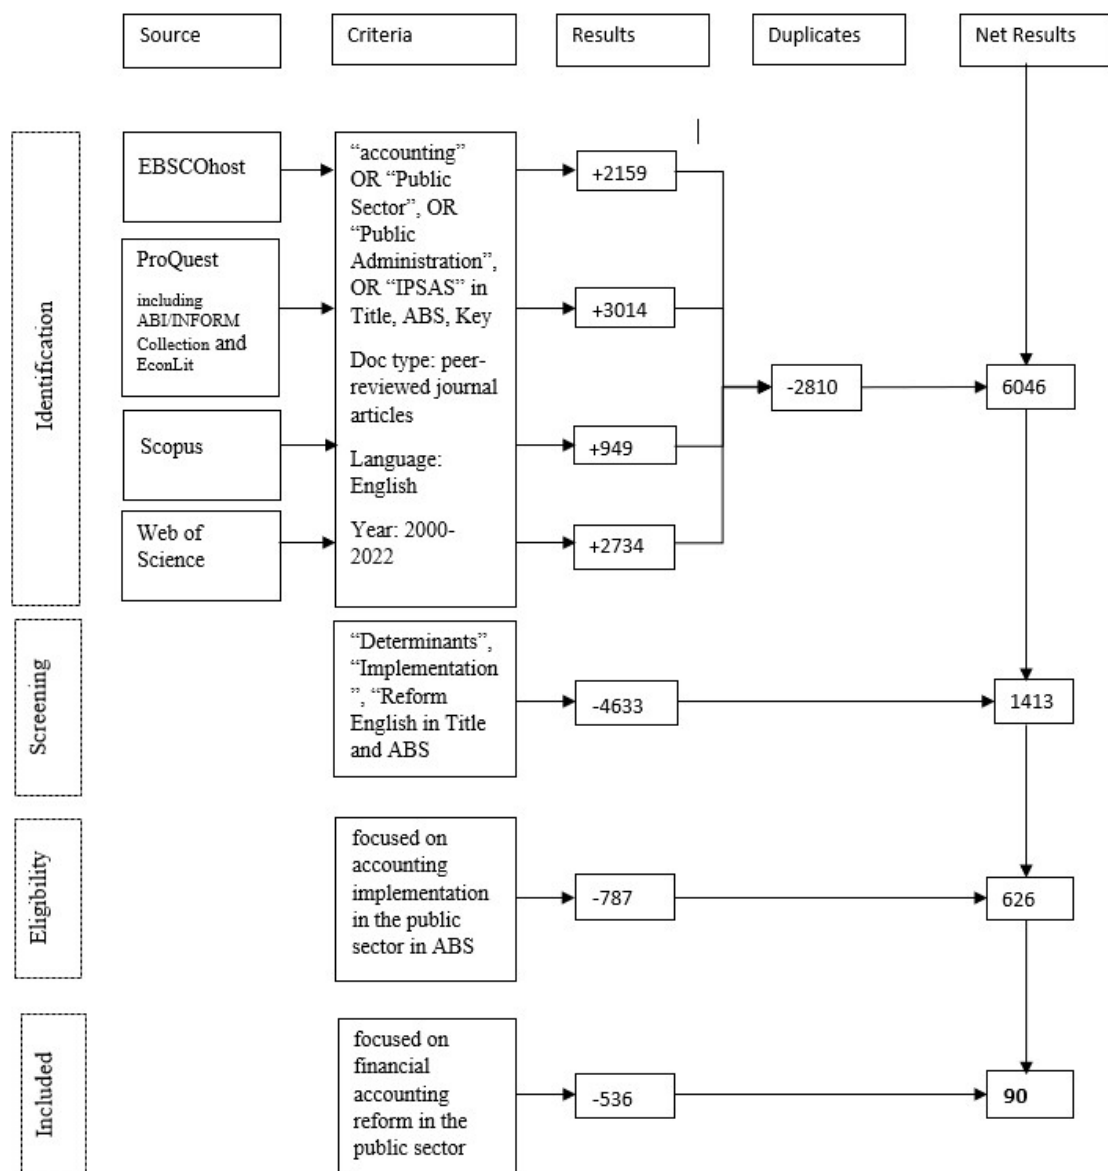 Source
Criteria
Results
Duplicates
Net Results
Identification
EBSCOhost
ProQuest
including
ABI/INFORM
Collection and
EconLit
Scopus
Web of
Science
“accounting”
OR “Public
Sector”, OR
“Public
Administration”,
OR “IPSAS” in
Title, ABS, Key
Doc type: peer-
reviewed journal
articles
Language:
English
Year: 2000-
2022
+2159
+3014
+949
+2734
-2810
6046
Screening
“Determinants”,
“Implementation
”, “Reform
English in Title
and ABS
-4633
1413
Eligibility
focused on
accounting
implementation
in the public
sector in ABS
-787
626
Included
focused on
financial
accounting
reform in the
public sector
-536
90